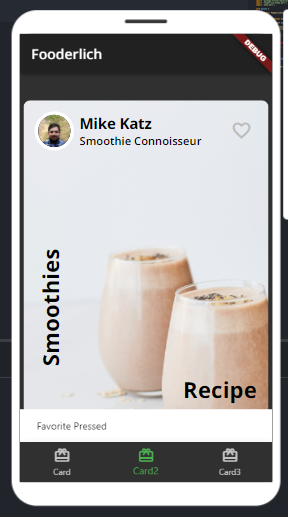 Fooderlich
DEBUG
Mike Katz
Smoothie Connoisseur
Smoothies
Recipe
Favorite Pressed
Card
Card2
Card3